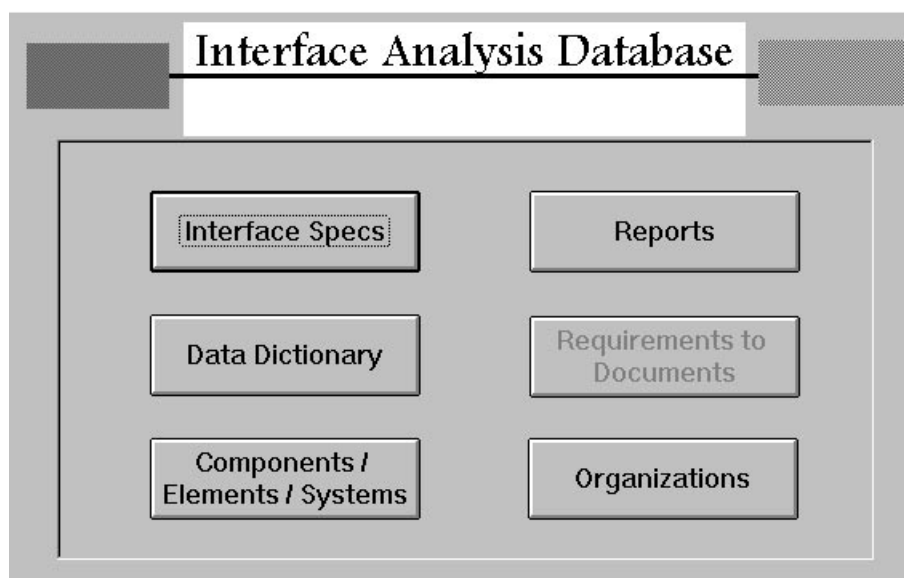 Interface Analysis Database
Interface Specs
Reports
Data Dictionary
Requirements to
Documents
Components /
Elements / Systems
Organizations